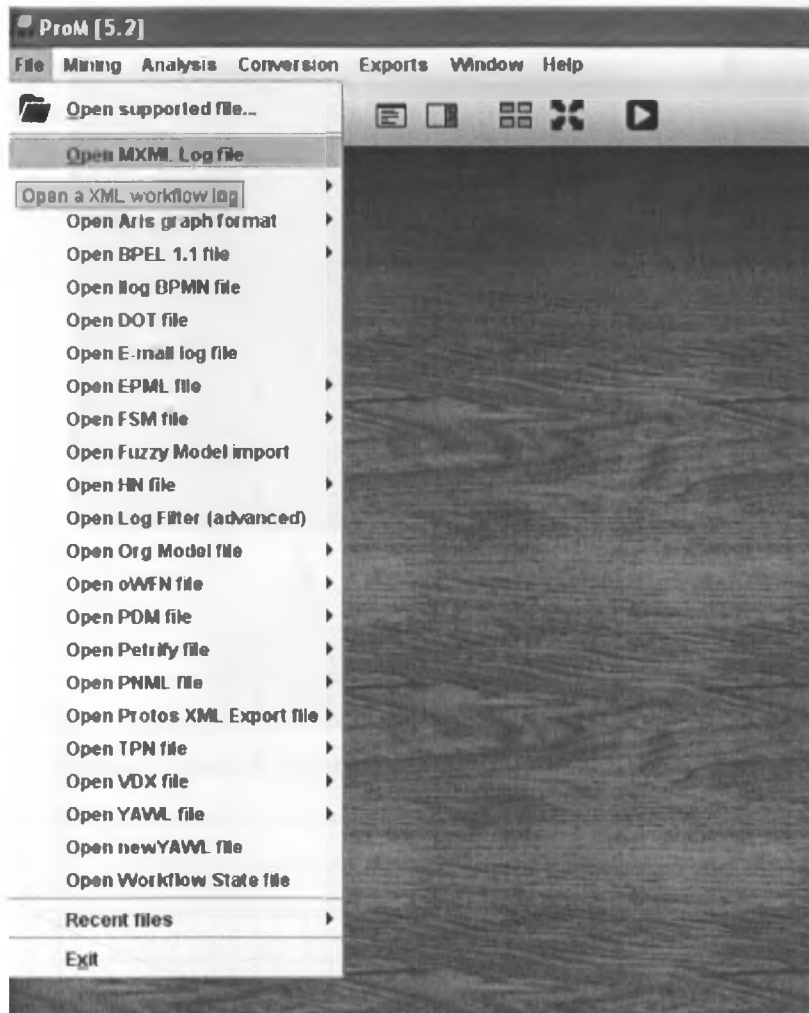 ProM [5.2]
File Mining Analysis Conversion Exports Window Help
Open supported file...
Open MXML Log file
Open a XML workflow log
Open Aris graph format
Open BPEL 1.1 file
Open Ilog BPMN file
Open DOT file
Open E-mail log file
Open EPML file
Open FSM file
Open Fuzzy Model import
Open HN file
Open Log Filter (advanced)
Open Org Model file
Open oWFN file
Open PDM file
Open Petrify file
Open PNML file
Open Protos XML Export file
Open TPN file
Open VDX file
Open YAWL file
Open newYAWL file
Open Workflow State file
Recent files
Exit